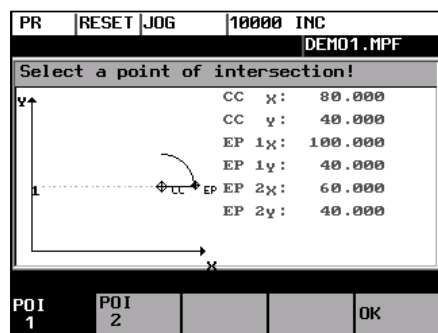 PR RESET JOG 10000 INC
DEMO1.MPF
Select a point of intersection!
Y
CC x: 80.000
CC y: 40.000
EP 1x: 100.000
EP 1y: 40.000
1 CC EP EP 2x: 60.000
EP 2y: 40.000
X
POI 1 POI 2 OK